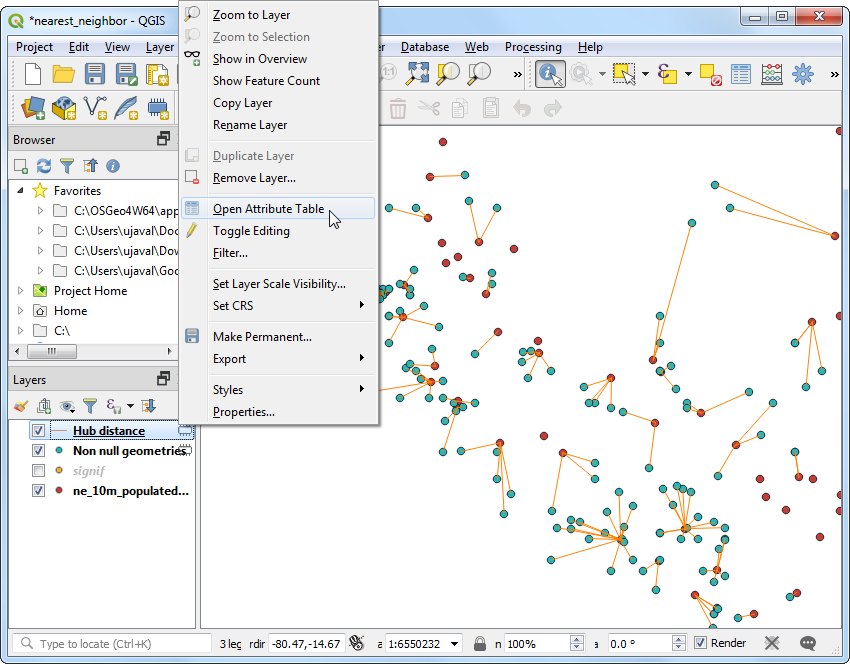 *nearest_neighbor - QGIS
Project Edit View Layer Database Web Processing Help
Zoom to Layer
Zoom to Selection
Show in Overview
Show Feature Count
Copy Layer
Rename Layer
Duplicate Layer
Remove Layer...
Open Attribute Table
Toggle Editing
Filter...
Set Layer Scale Visibility...
Set CRS
Make Permanent...
Export
Styles
Properties...
Browser
Favorites
C:\OSGeo4W64\app
C:\Users\ujaval\Doc
C:\Users\ujaval\Dov
C:\Users\ujaval\Goo
Project Home
Home
C:\
Layers
Hub distance
Non null geometries
signif
ne_10m_populated...
Type to locate (Ctrl+K) 3 leg rdir -80.47,-14.67 a 1:6550232 n 100% a 0.0 ° Render